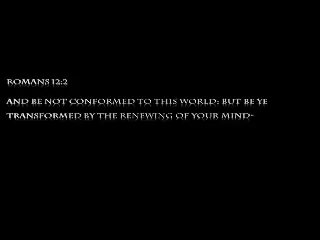 ROMANS 12:2
AND BE NOT CONFORMED TO THIS WORLD: BUT BE YE
TRANSFORMED BY THE RENEWING OF YOUR MIND-